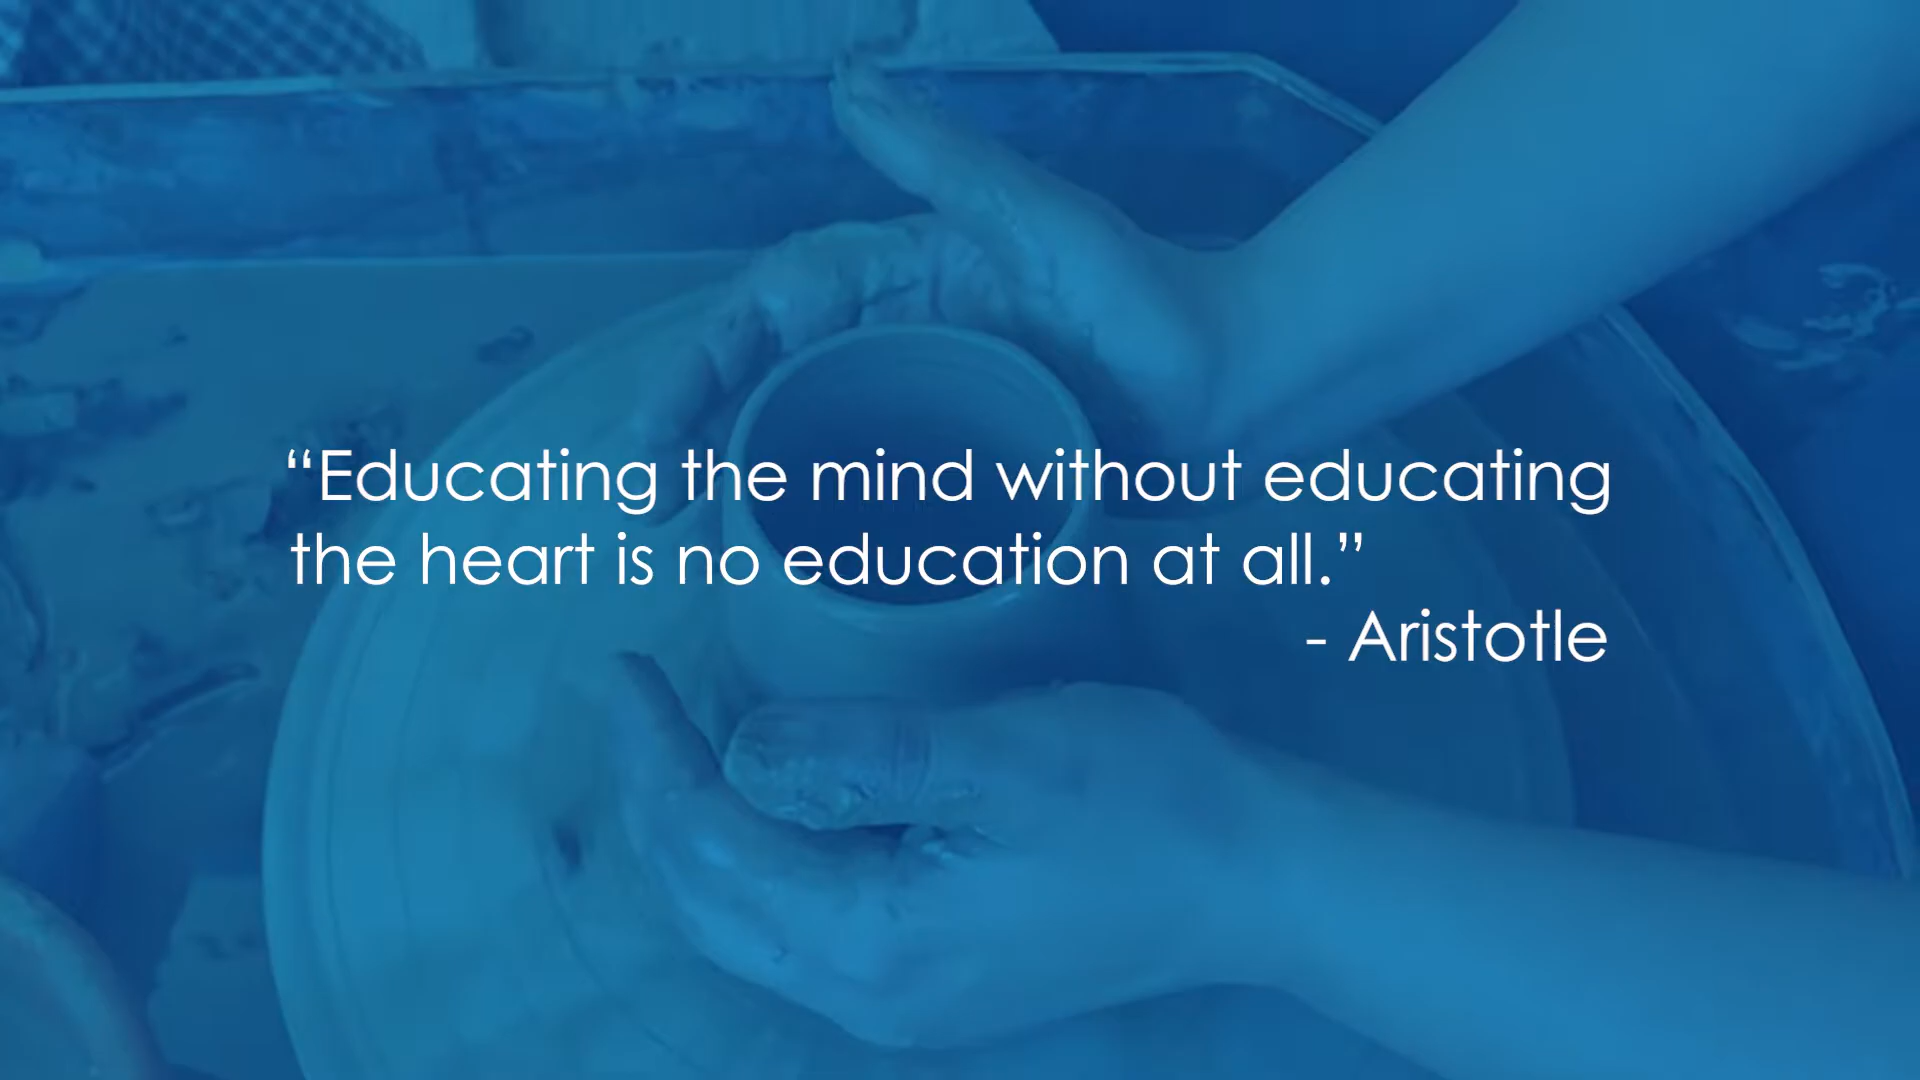 “Educating the mind without educating
the heart is no education at all.”
- Aristotle